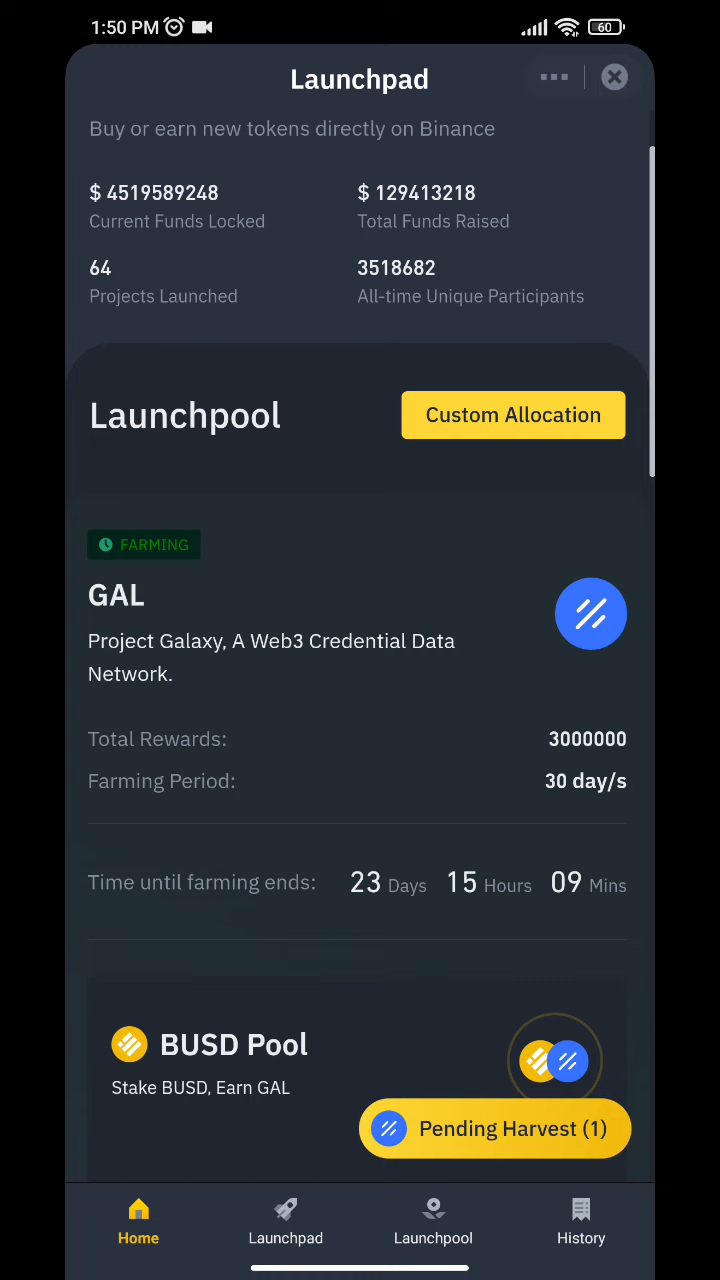 1:50 PM
60
Launchpad
Buy or earn new tokens directly on Binance
$ 4519589248
$ 129413218
Current Funds Locked
Total Funds Raised
64
3518682
Projects Launched
All-time Unique Participants
Launchpool
Custom Allocation
FARMING
GAL
Project Galaxy, A Web3 Credential Data
Network.
Total Rewards:
3000000
Farming Period:
30 day/s
Time until farming ends:
23 Days 15 Hours 09 Mins
BUSD Pool
Stake BUSD, Earn GAL
Pending Harvest (1)
Home
Launchpad
Launchpool
History